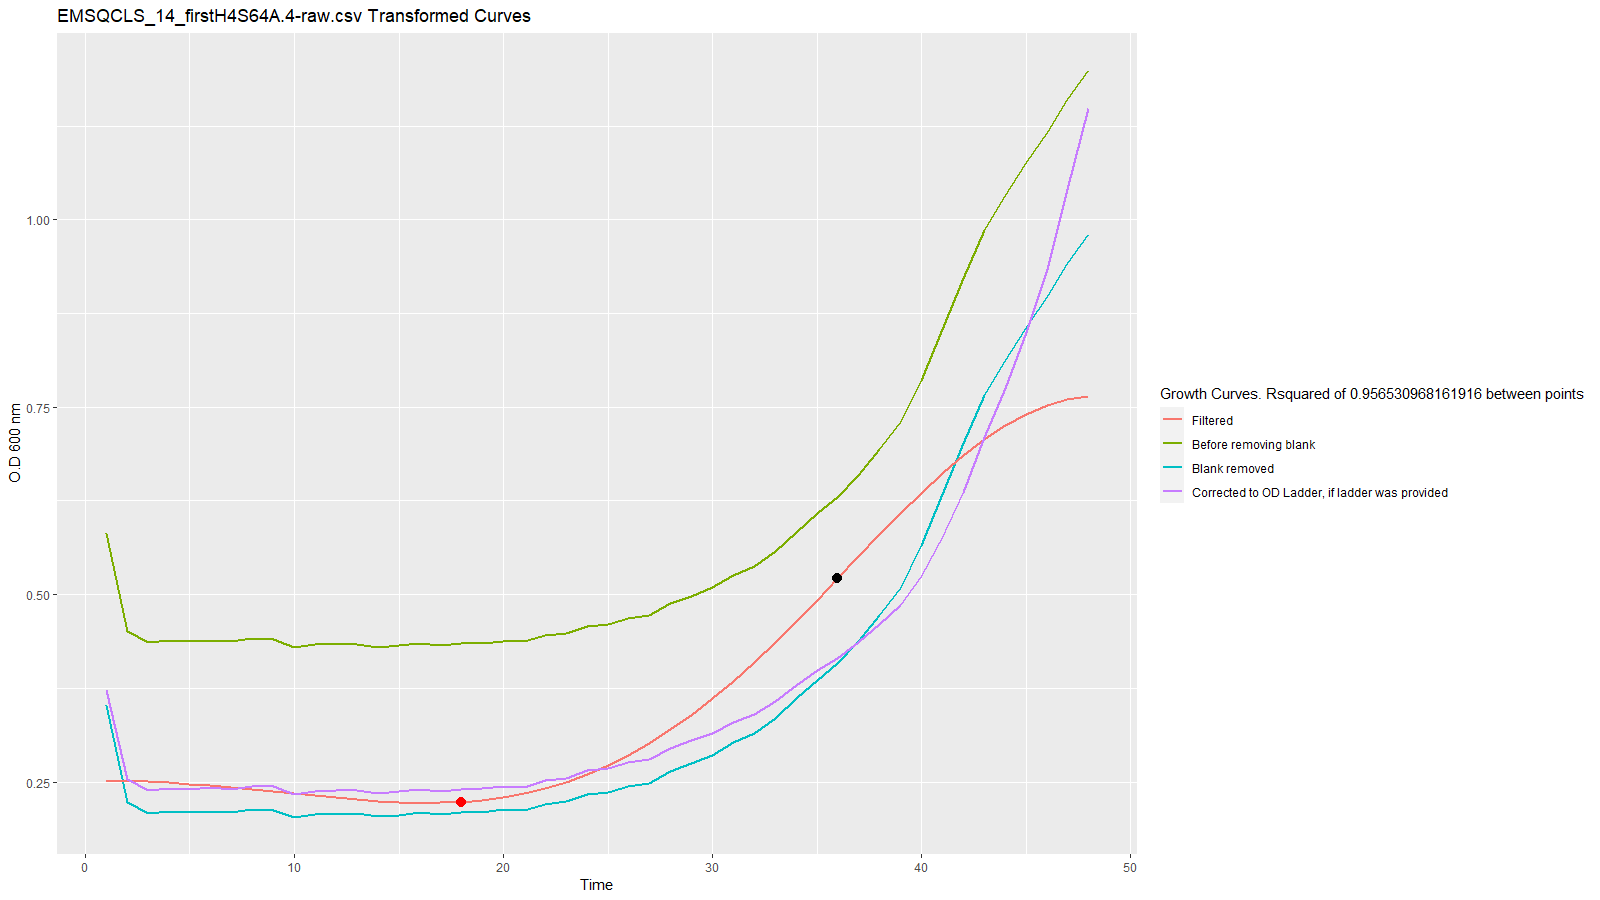 EMSQCLS_14_firstH4S64A.4-raw.csv Transformed Curves
O.D 600 nm
1.00
0.75
0.50
0.25
0 10 20 30 40 50
Time
Growth Curves. Rsquared of 0.956530968161916 between points
Filtered
Before removing blank
Blank removed
Corrected to OD Ladder, if ladder was provided